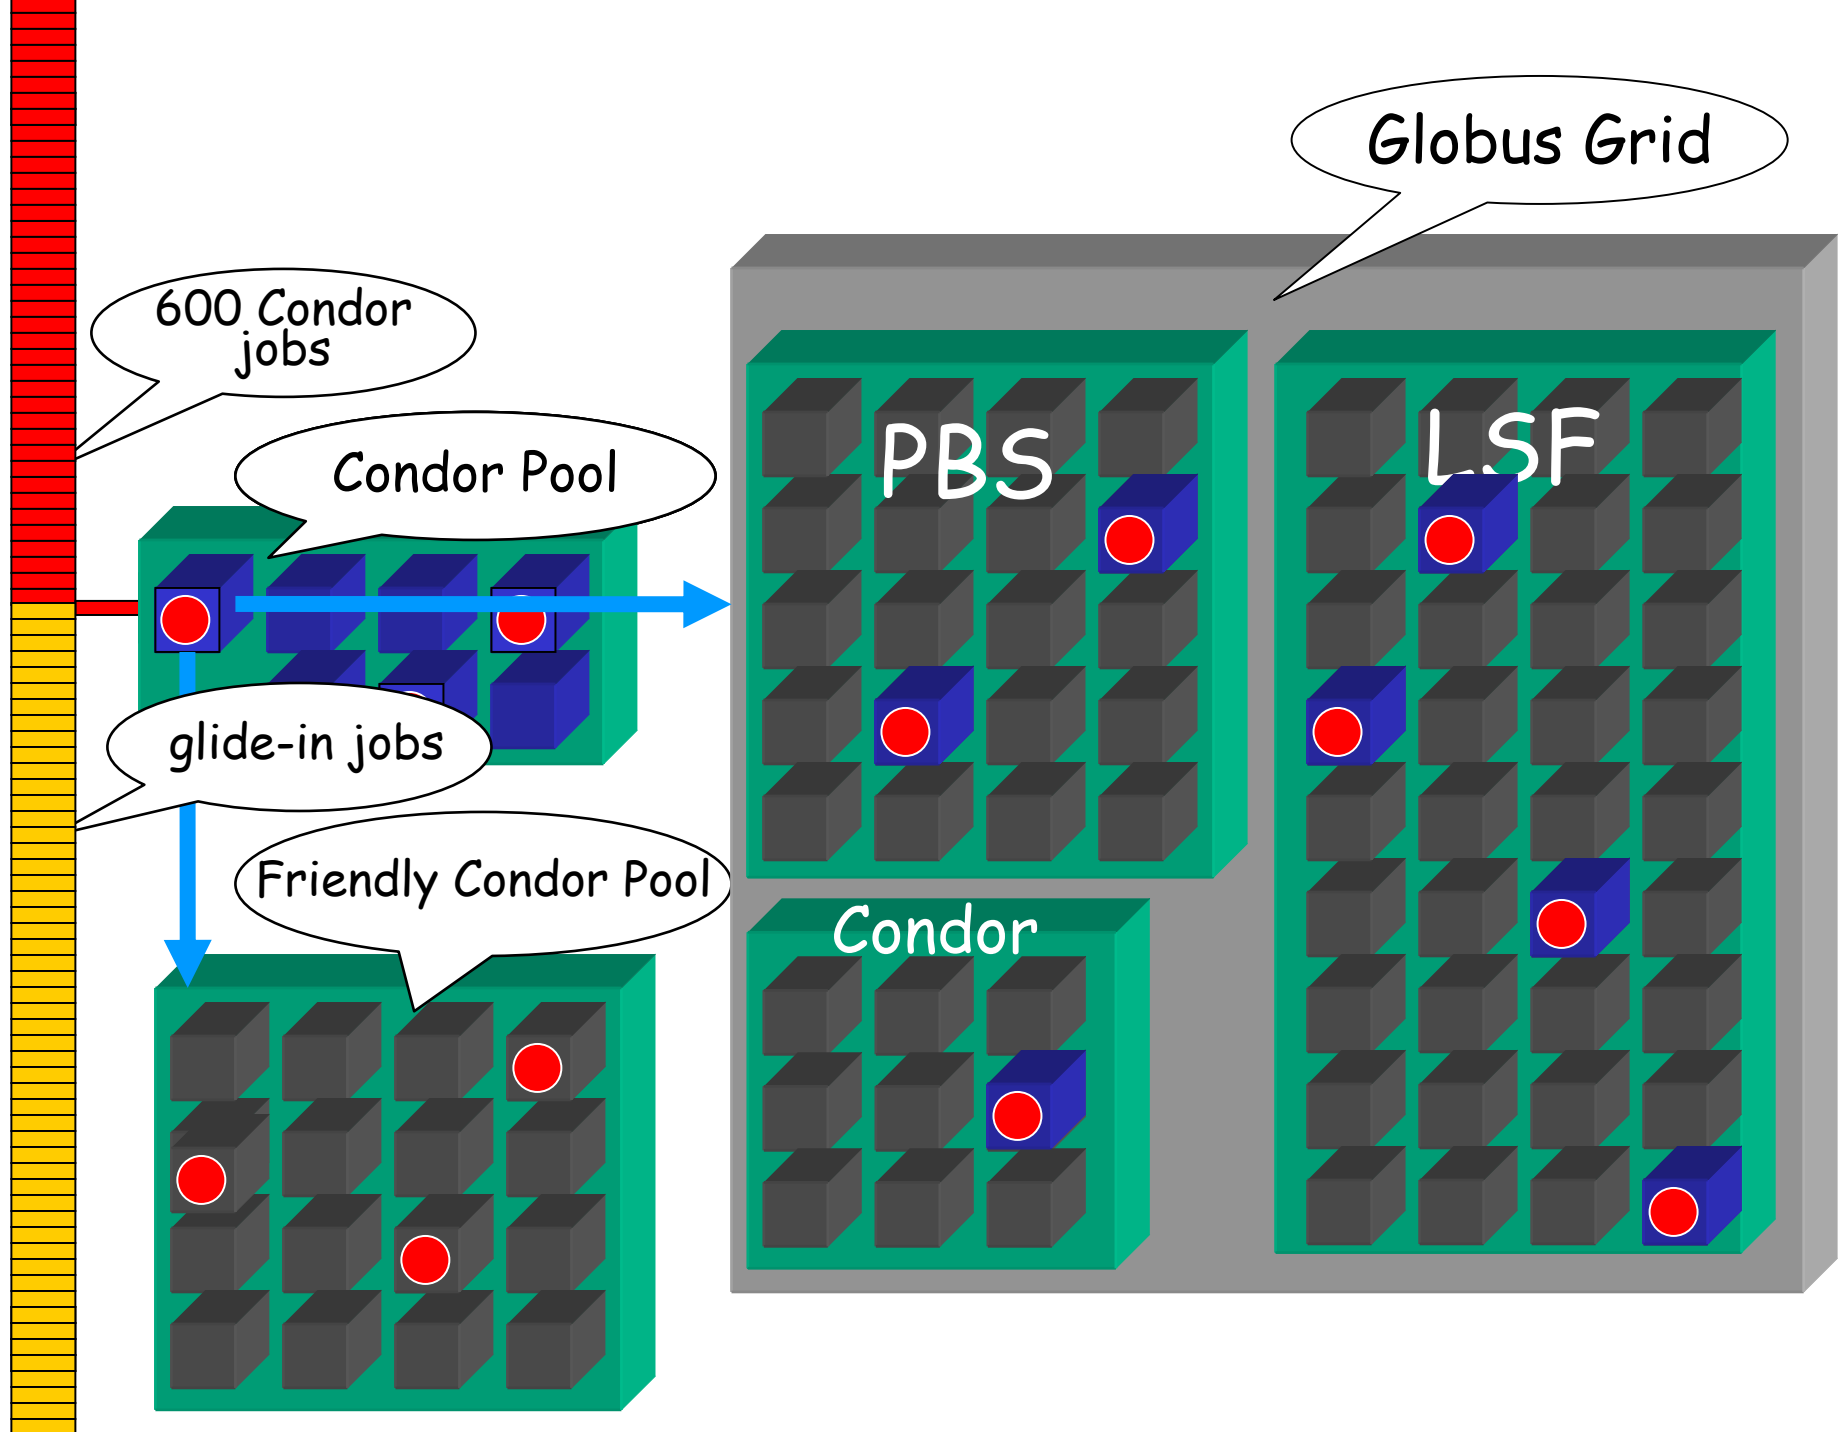 Globus Grid
600 Condor
jobs
Condor Pool
PBS
LSF
glide-in jobs
Friendly Condor Pool
Condor